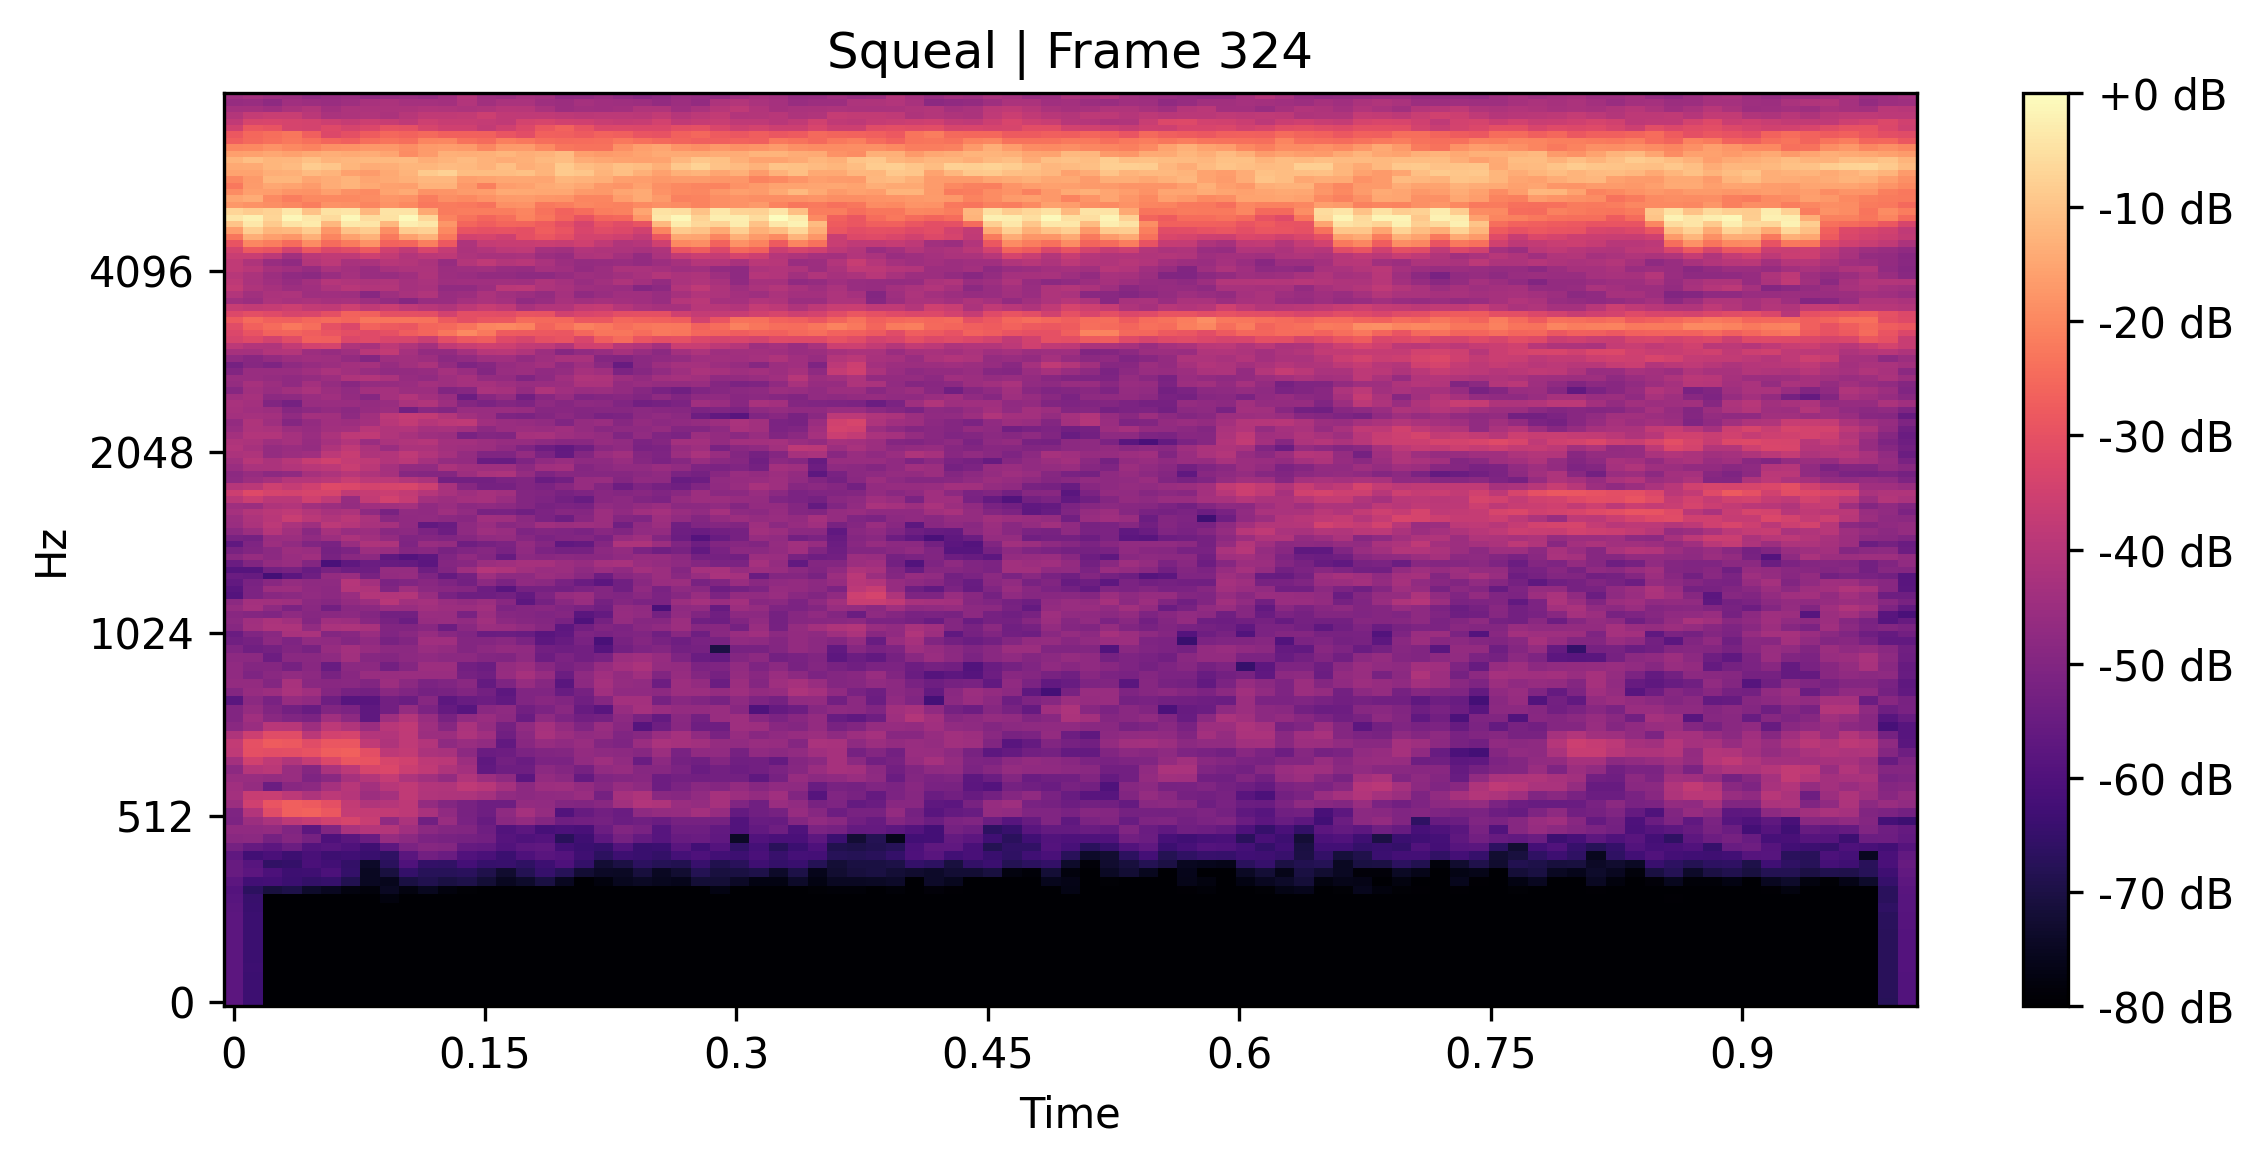 Squeal | Frame 324
+0 dB
-10 dB
-20 dB
-30 dB
-40 dB
-50 dB
-60 dB
-70 dB
-80 dB
Hz
4096
2048
1024
512
0
0 0.15 0.3 0.45 0.6 0.75 0.9
Time